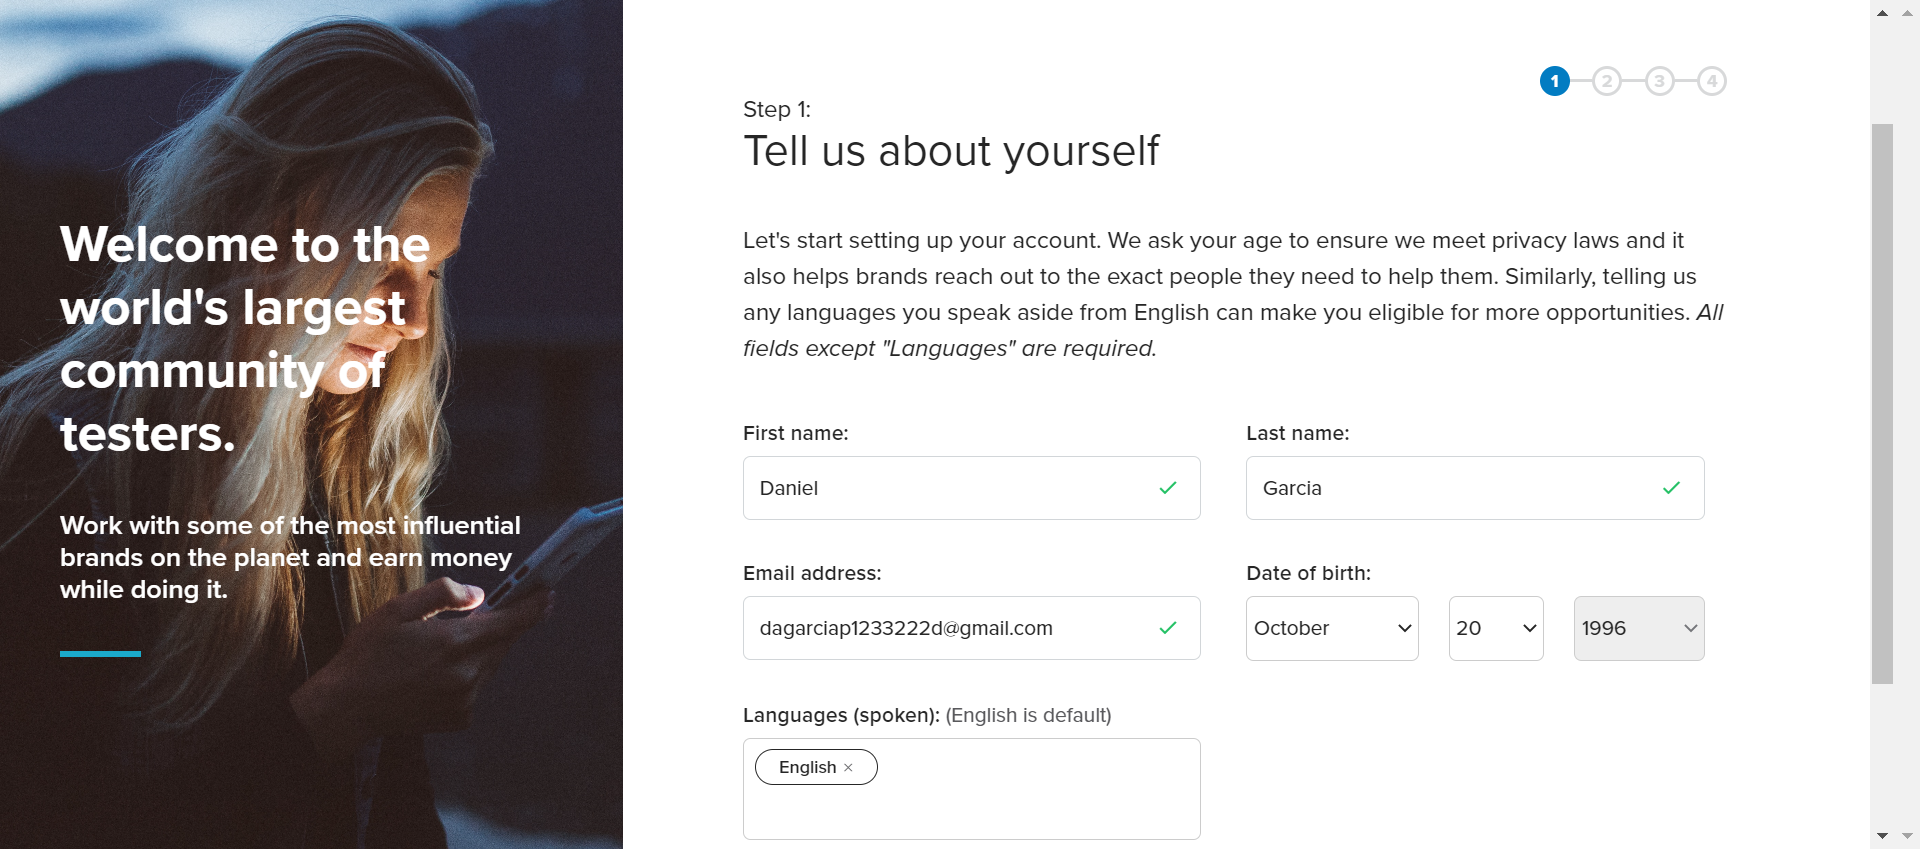 Welcome to the
world's largest
community of
testers.
Work with some of the most influential
brands on the planet and earn money
while doing it.
1 2 3 4
Step 1:
Tell us about yourself
Let's start setting up your account. We ask your age to ensure we meet privacy laws and it
also helps brands reach out to the exact people they need to help them. Similarly, telling us
any languages you speak aside from English can make you eligible for more opportunities. All
fields except "Languages" are required.
First name:
Last name:
Daniel
Garcia
Email address:
Date of birth:
dagarciap1233222d@gmail.com
October
20
1996
Languages (spoken): (English is default)
English ×